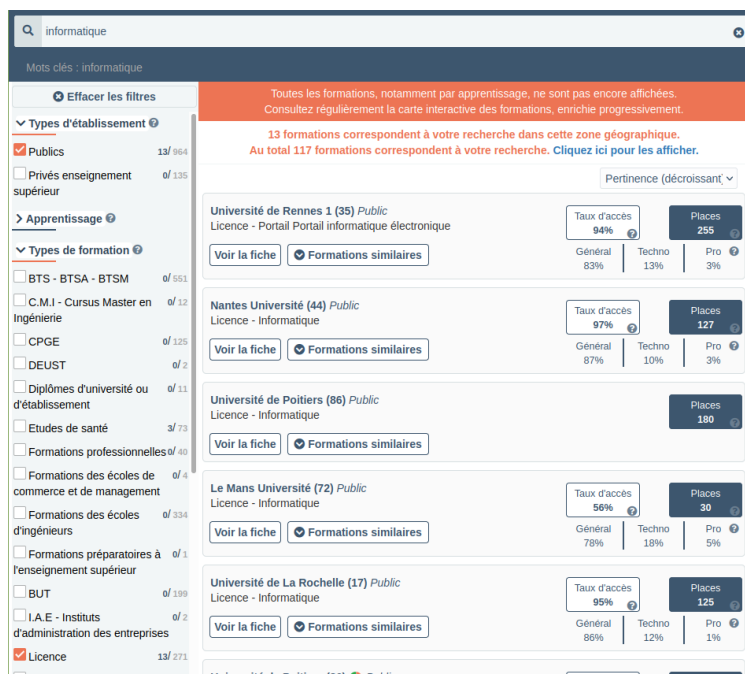 informatique
Mots clés : informatique
Effacer les filtres
Types d'établissement
Publics 13/ 964
Privés enseignement 0/ 135
supérieur
Apprentissage
Types de formation
BTS - BTSA - BTSM 0/ 551
C.M.I - Cursus Master en 0/ 12
Ingénierie
CPGE 0/ 125
DEUST 0/ 2
Diplômes d'université ou 0/ 11
d'établissement
Etudes de santé 3/ 73
Formations professionnelles 0/ 40
Formations des écoles de 0/ 4
commerce et de management
Formations des écoles 0/ 334
d'ingénieurs
Formations préparatoires à 0/ 1
l'enseignement supérieur
BUT 0/ 199
I.A.E - Instituts 0/ 2
d'administration des entreprises
Licence 13/ 271
Toutes les formations, notamment par apprentissage, ne sont pas encore affichées.
Consultez régulièrement la carte interactive des formations, enrichie progressivement.
13 formations correspondent à votre recherche dans cette zone géographique.
Au total 117 formations correspondent à votre recherche. Cliquez ici pour les afficher.
Pertinence (décroissant)
Université de Rennes 1 (35) Public
Licence - Portail Portail informatique électronique
Voir la fiche Formations similaires
Taux d'accès Places
94% 255
Général Techno Pro
83% 13% 3%
Nantes Université (44) Public
Licence - Informatique
Voir la fiche Formations similaires
Taux d'accès Places
97% 127
Général Techno Pro
87% 10% 3%
Université de Poitiers (86) Public
Licence - Informatique
Voir la fiche Formations similaires
Places
180
Le Mans Université (72) Public
Licence - Informatique
Voir la fiche Formations similaires
Taux d'accès Places
56% 30
Général Techno Pro
78% 18% 5%
Université de La Rochelle (17) Public
Licence - Informatique
Voir la fiche Formations similaires
Taux d'accès Places
95% 125
Général Techno Pro
86% 12% 1%